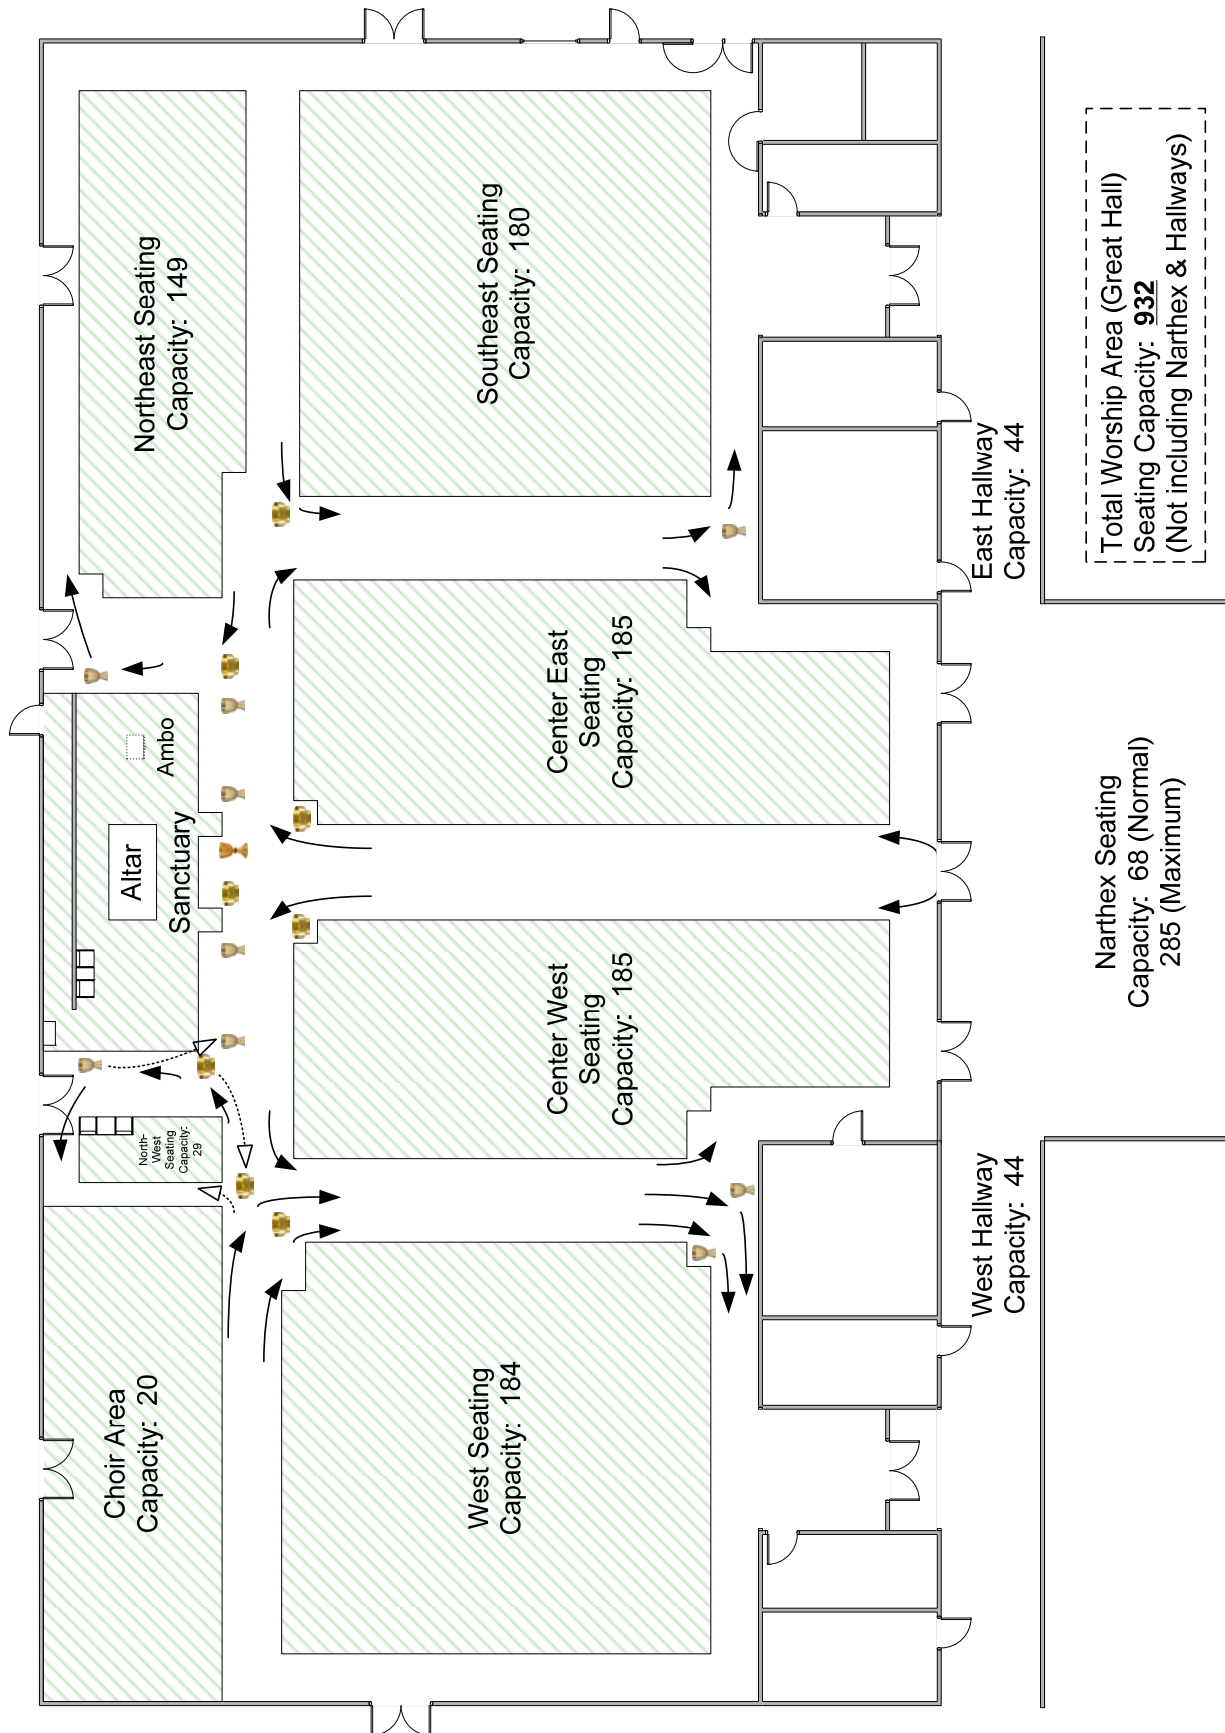 Northeast Seating
Capacity: 149
Southeast Seating
Capacity: 180
Total Worship Area (Great Hall)
Seating Capacity: 932
(Not including Narthex & Hallways)
East Hallway
Capacity: 44
Center East
Seating
Capacity: 185
Ambo
Altar
Sanctuary
Narthex Seating
Capacity: 68 (Normal)
285 (Maximum)
Center West
Seating
Capacity: 185
North-
West
Seating
Capacity:
29
West Hallway
Capacity: 44
Choir Area
Capacity: 20
West Seating
Capacity: 184